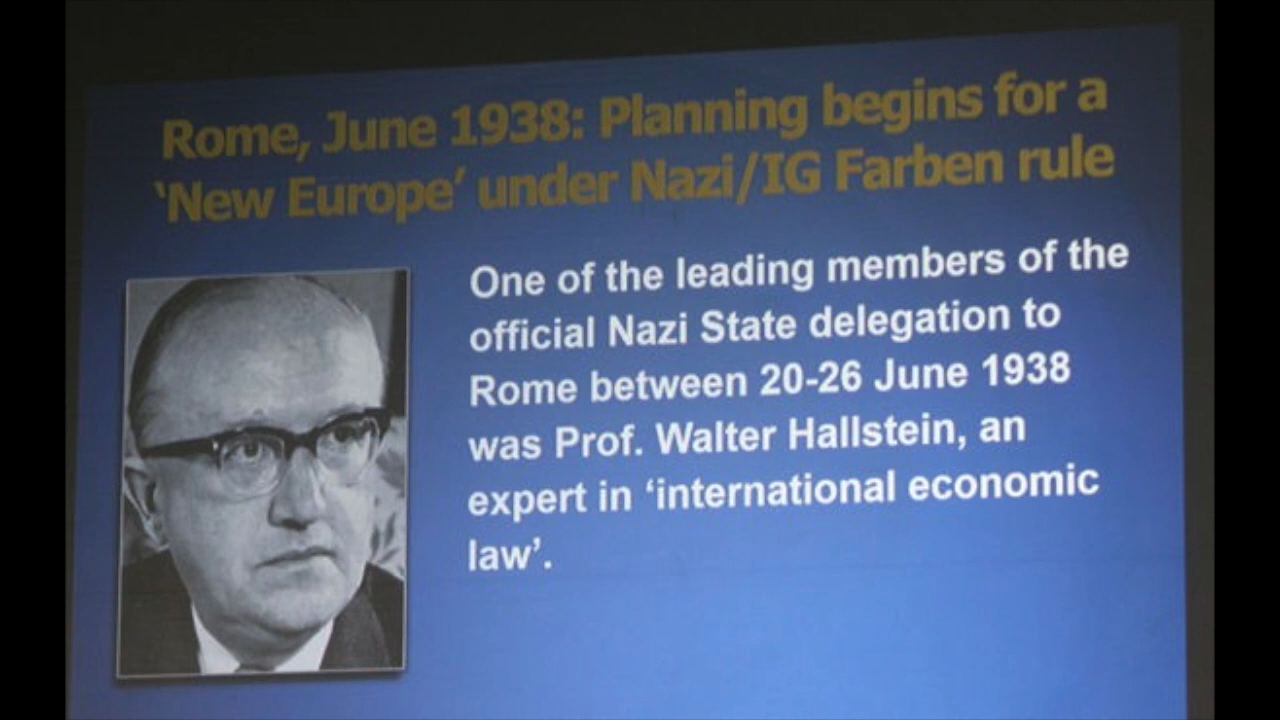 Rome, June 1938: Planning begins for a
‘New Europe’ under Nazi/IG Farben rule
One of the leading members of the
official Nazi State delegation to
Rome between 20-26 June 1938
was Prof. Walter Hallstein, an
expert in ‘international economic
law’.